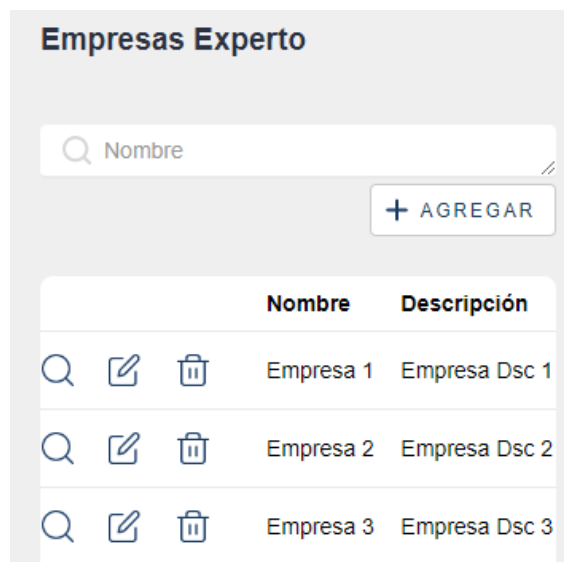 Empresas Experto
Nombre
AGREGAR
Nombre Descripción
Empresa 1 Empresa Dsc 1
Empresa 2 Empresa Dsc 2
Empresa 3 Empresa Dsc 3